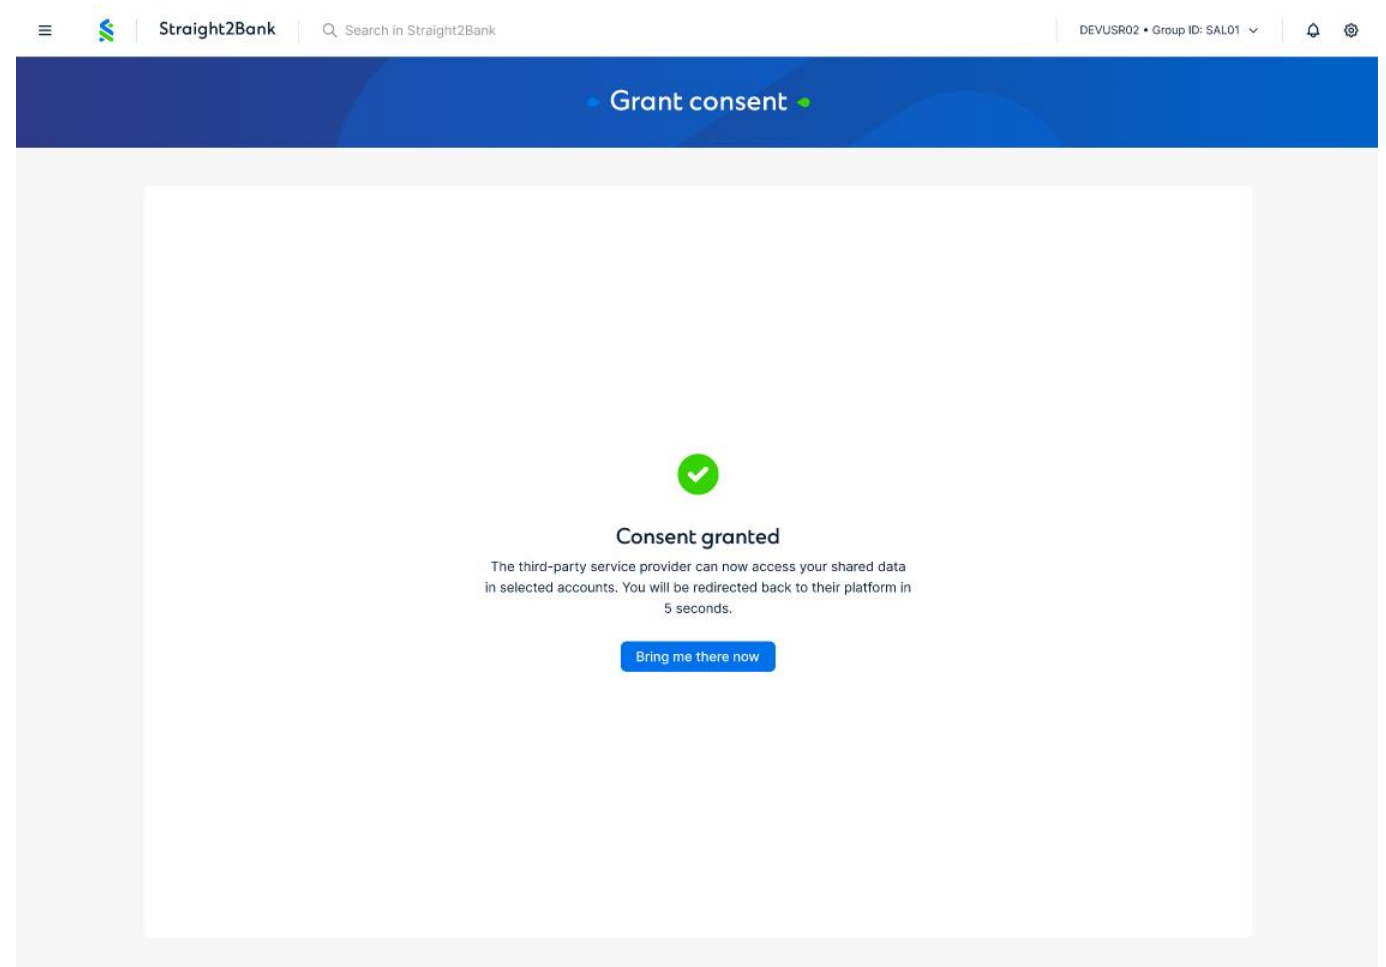 Straight2Bank
Search in Straight2Bank
DEVUSR02 • Group ID: SAL01
Grant consent
Consent granted
The third-party service provider can now access your shared data
in selected accounts. You will be redirected back to their platform in
5 seconds.
Bring me there now